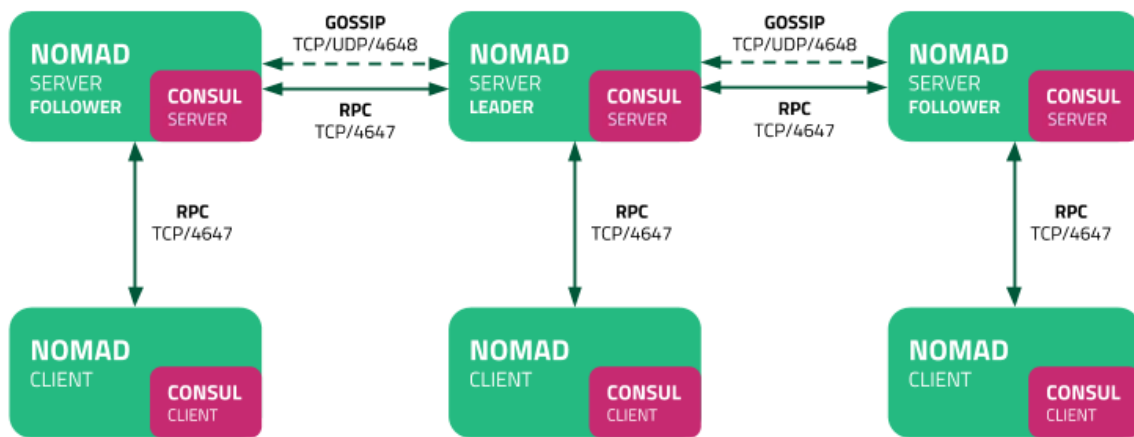 GOSSIP
TCP/UDP/4648
GOSSIP
TCP/UDP/4648
NOMAD
SERVER
FOLLOWER
CONSUL
SERVER
NOMAD
SERVER
LEADER
CONSUL
SERVER
NOMAD
SERVER
FOLLOWER
CONSUL
SERVER
RPC
TCP/4647
RPC
TCP/4647
RPC
TCP/4647
RPC
TCP/4647
RPC
TCP/4647
NOMAD
CLIENT
CONSUL
CLIENT
NOMAD
CLIENT
CONSUL
CLIENT
NOMAD
CLIENT
CONSUL
CLIENT